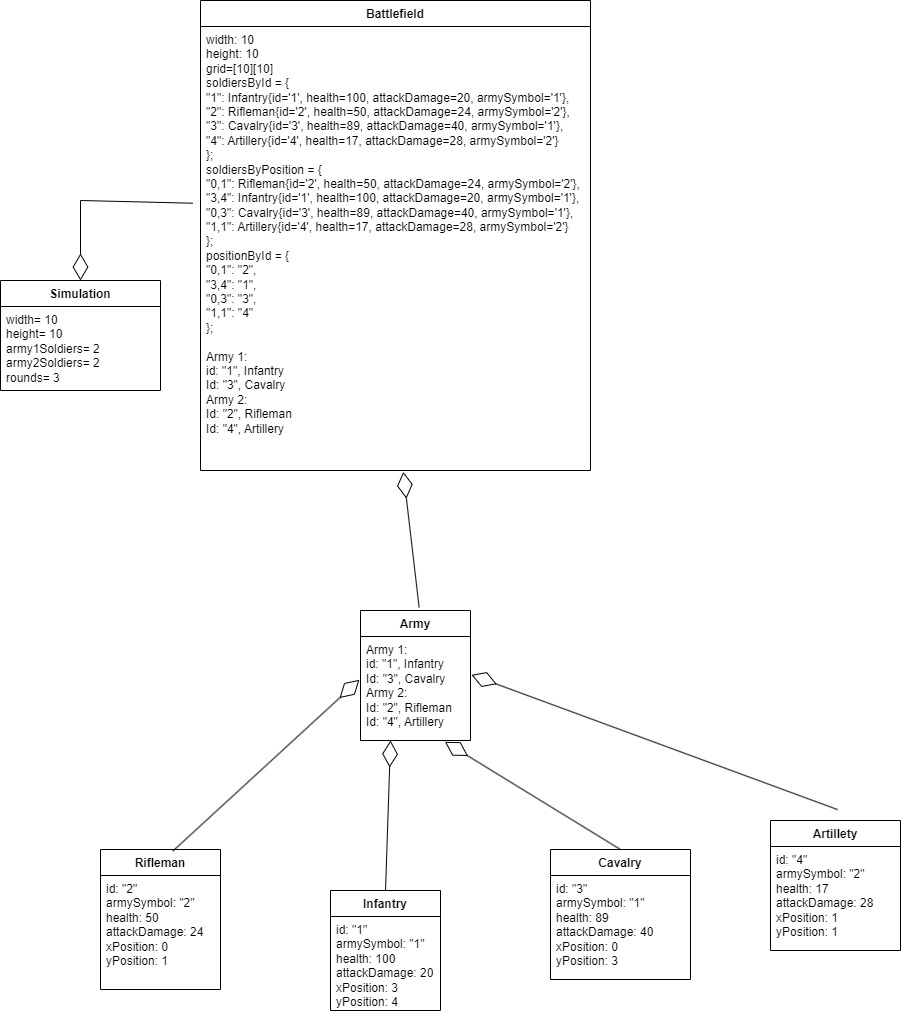 Battlefield
width: 10
height: 10
grid=[10][10]
soldiersById = {
"1": Infantry{id='1', health=100, attackDamage=20, armySymbol='1'},
"2": Rifleman{id='2', health=50, attackDamage=24, armySymbol='2'},
"3": Cavalry{id='3', health=89, attackDamage=40, armySymbol='1'},
"4": Artillery{id='4', health=17, attackDamage=28, armySymbol='2'}
};
soldiersByPosition = {
"0,1": Rifleman{id='2', health=50, attackDamage=24, armySymbol='2'},
"3,4": Infantry{id='1', health=100, attackDamage=20, armySymbol='1'},
"0,3": Cavalry{id='3', health=89, attackDamage=40, armySymbol='1'},
"1,1": Artillery{id='4', health=17, attackDamage=28, armySymbol='2'}
};
positionById = {
"0,1": "2",
"3,4": "1",
"0,3": "3",
"1,1": "4"
};
Army 1:
id: "1", Infantry
Id: "3", Cavalry
Army 2:
Id: "2", Rifleman
Id: "4", Artillery
Simulation
width= 10
height= 10
army1Soldiers= 2
army2Soldiers= 2
rounds= 3
Army
Army 1:
id: "1", Infantry
Id: "3", Cavalry
Army 2:
Id: "2", Rifleman
Id: "4", Artillery
Rifleman
id: "2"
armySymbol: "2"
health: 50
attackDamage: 24
xPosition: 0
yPosition: 1
Infantry
id: "1"
armySymbol: "1"
health: 100
attackDamage: 20
xPosition: 3
yPosition: 4
Cavalry
id: "3"
armySymbol: "1"
health: 89
attackDamage: 40
xPosition: 0
yPosition: 3
Artillety
id: "4"
armySymbol: "2"
health: 17
attackDamage: 28
xPosition: 1
yPosition: 1